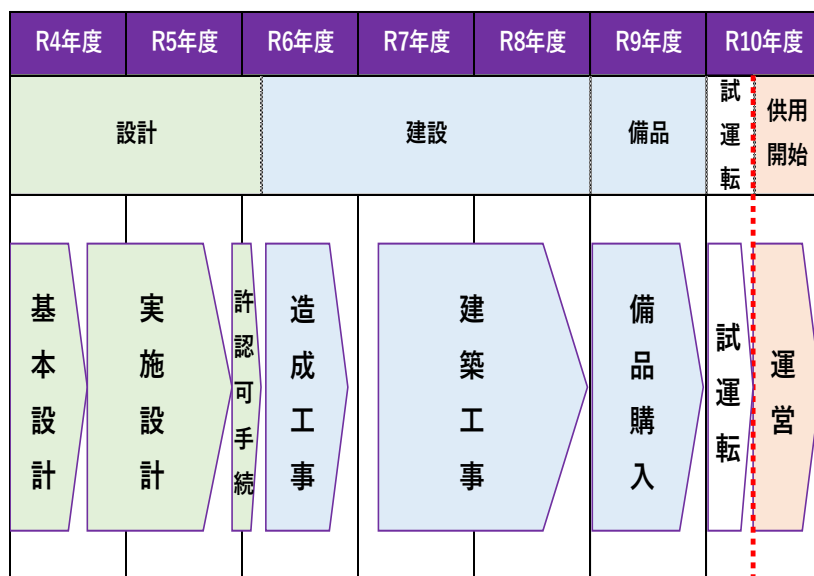 R4年度 R5年度 R6年度 R7年度 R8年度 R9年度 R10年度
設計 建設 備品 試運転 供用開始
基本設計 実施設計 許認可手続 造成工事 建築工事 備品購入 試運転 運営